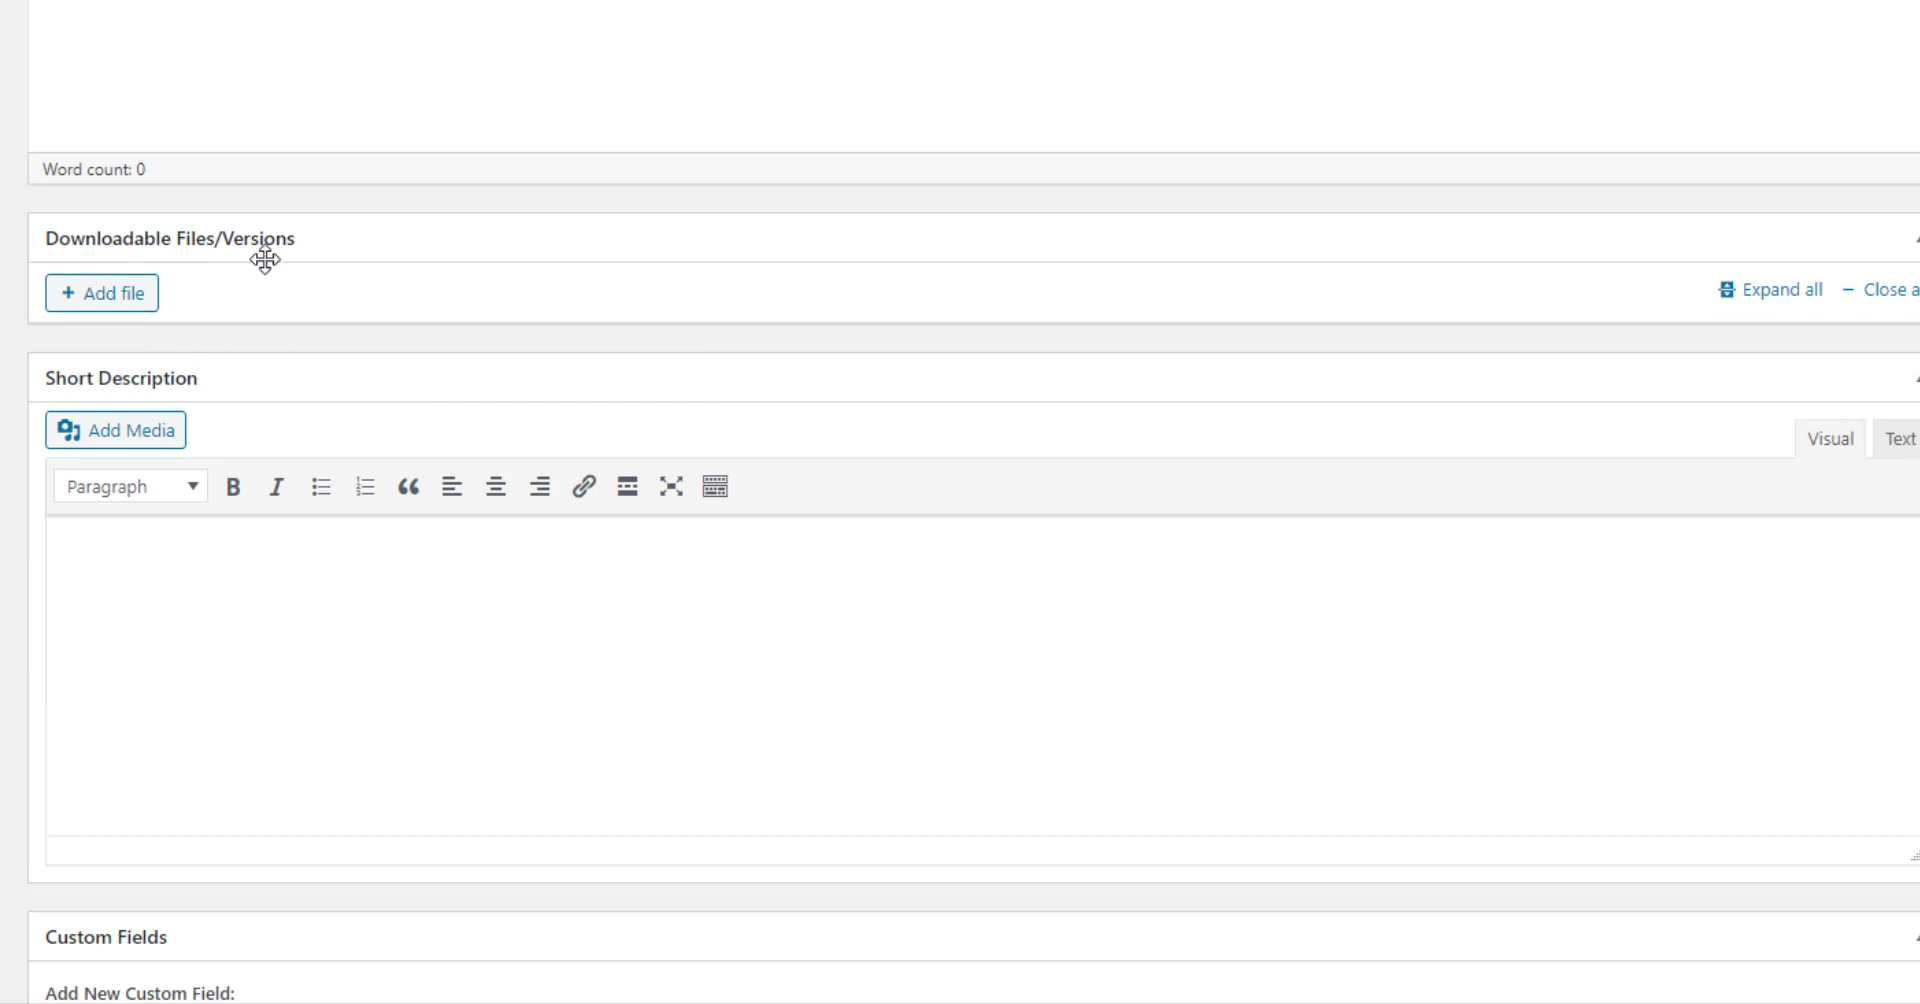 Word count: 0
Downloadable Files/Versions
+ Add file
Expand all
− Close a
Short Description
Add Media
Visual
Text
Paragraph
B I
Custom Fields
Add New Custom Field: